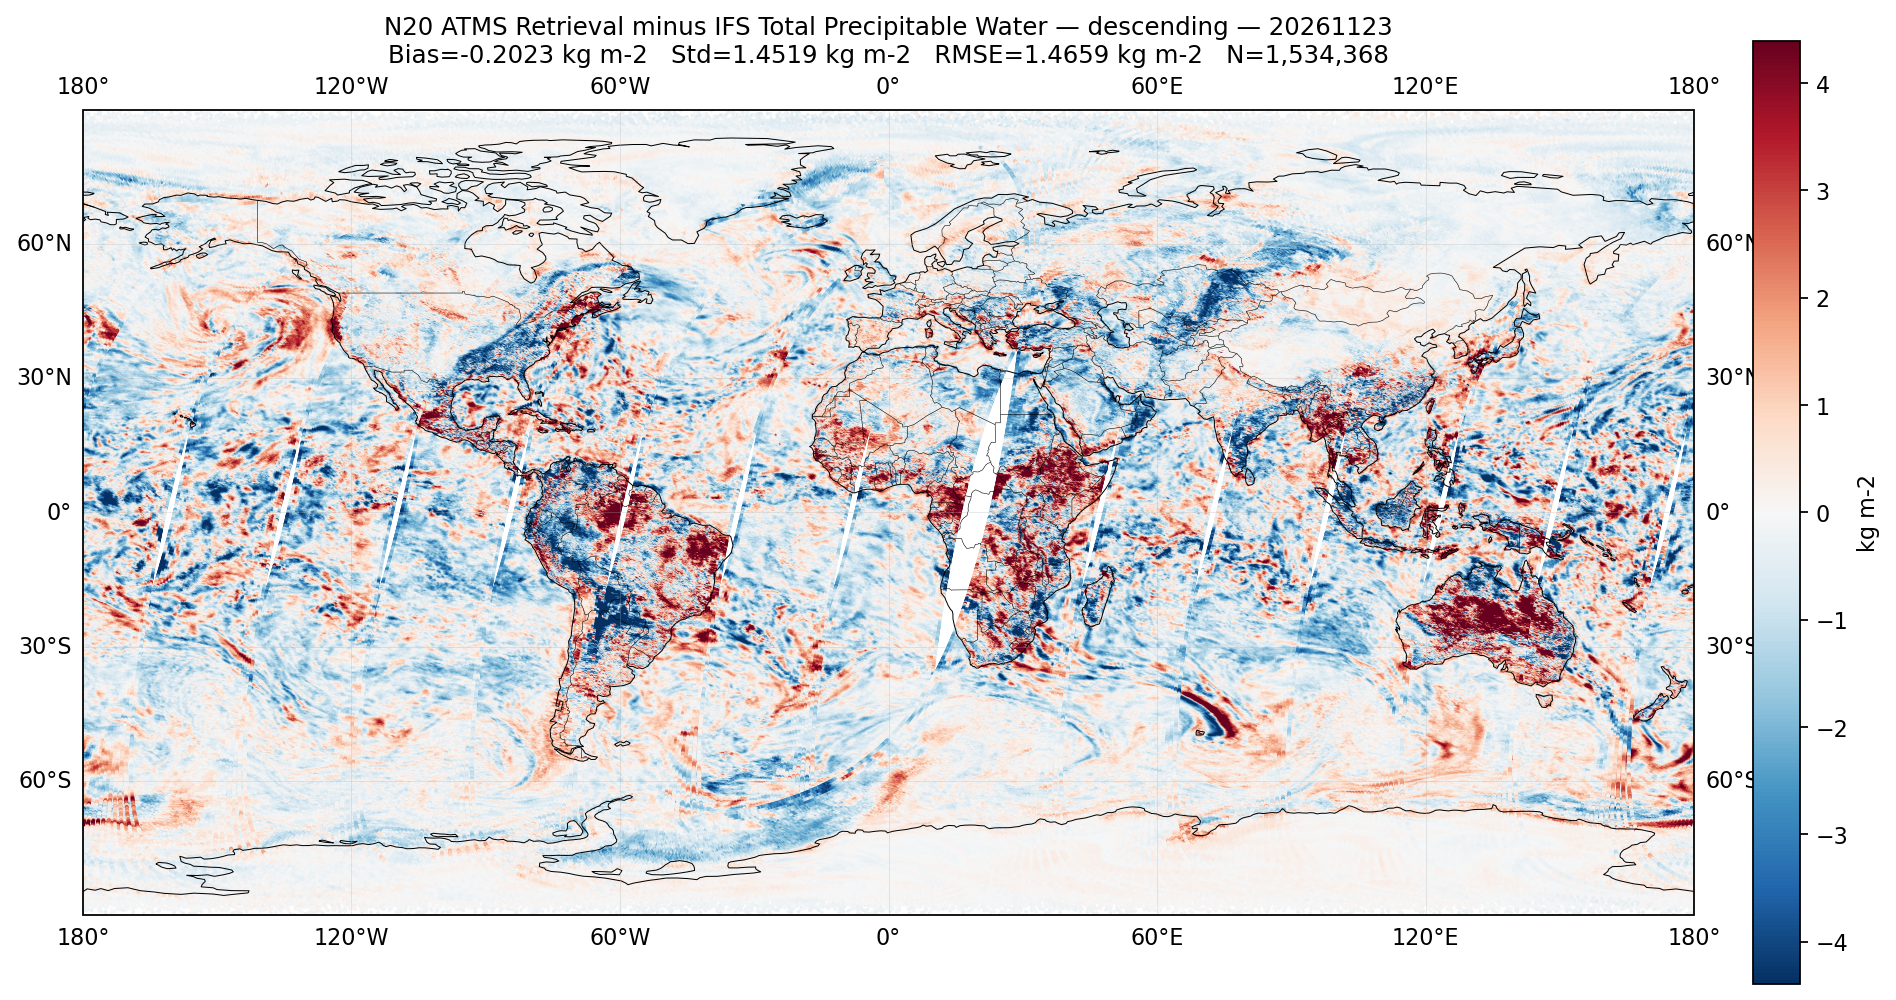 N20 ATMS Retrieval minus IFS Total Precipitable Water — descending — 20261123
Bias=-0.2023 kg m-2   Std=1.4519 kg m-2   RMSE=1.4659 kg m-2   N=1,534,368
180° 120°W 60°W 0° 60°E 120°E 180°
60°N 60°N
30°N 30°N
0° 0°
30°S 30°S
60°S 60°S
180° 120°W 60°W 0° 60°E 120°E 180°
4
3
2
1
0
−1
−2
−3
−4
kg m-2